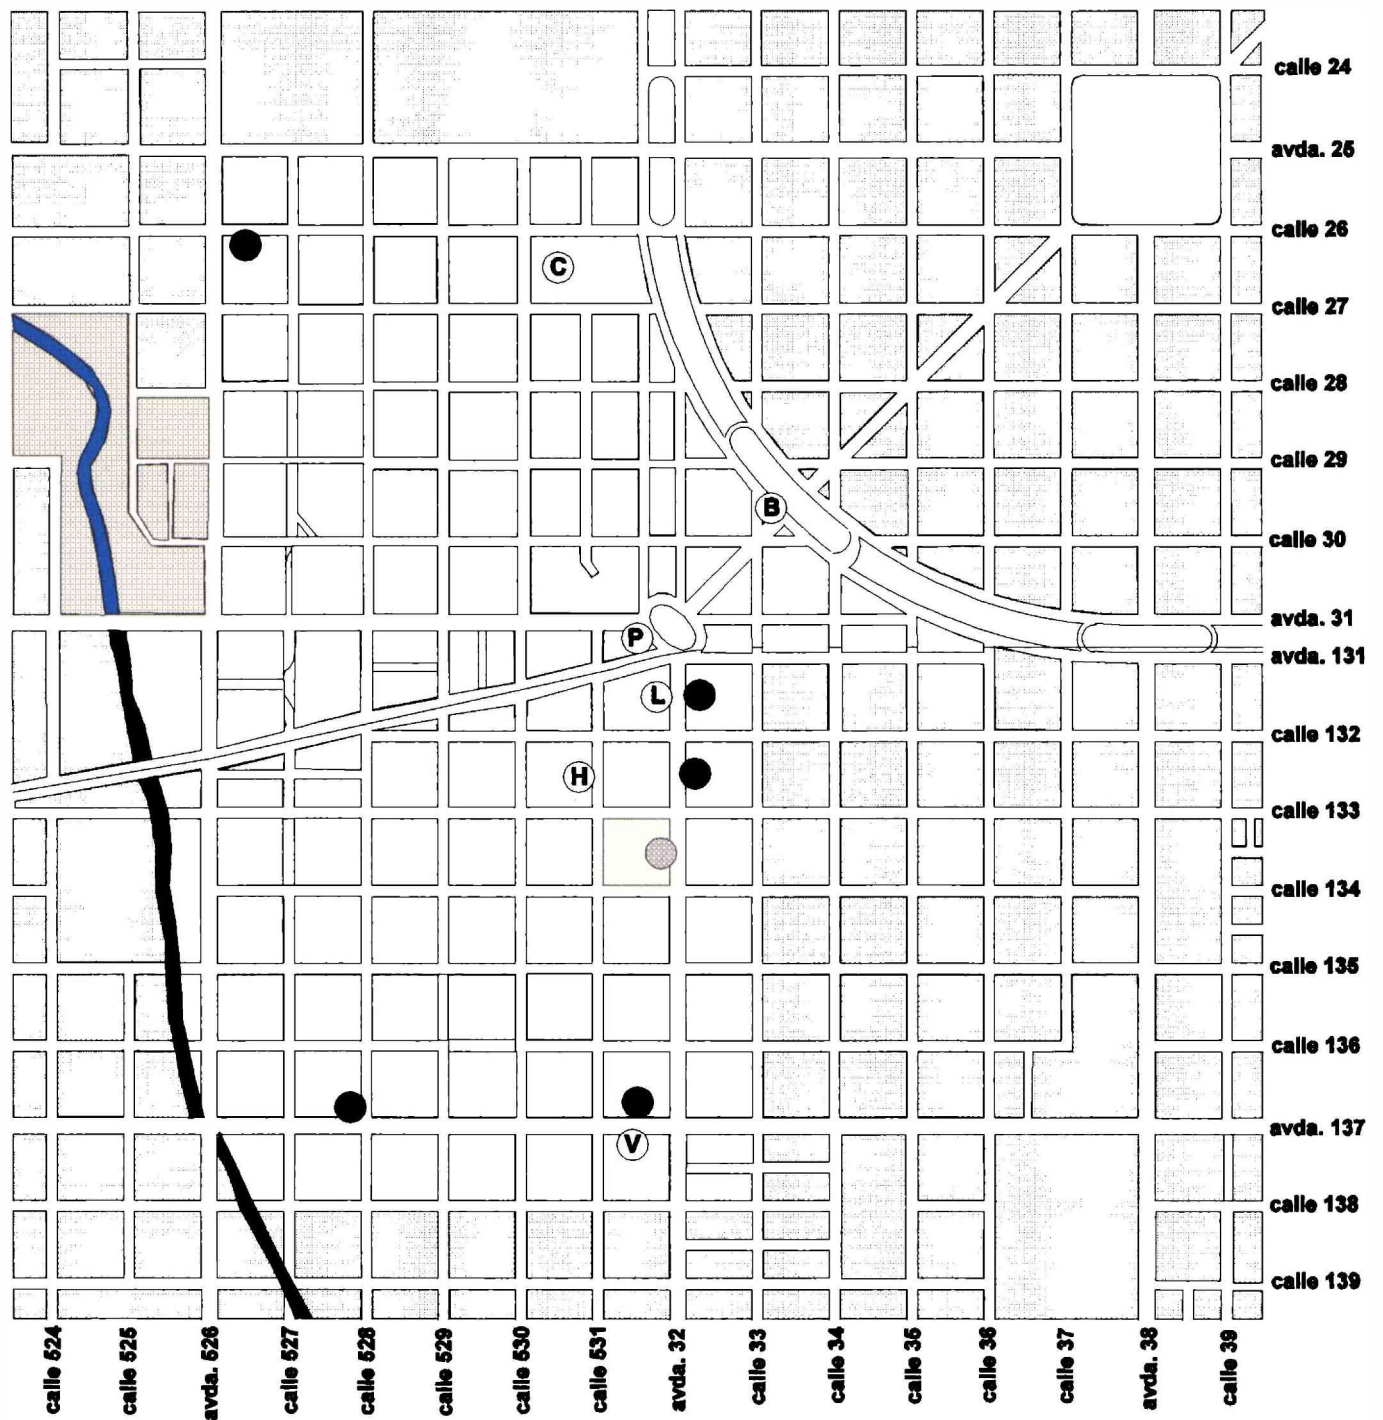 calle 24
avda. 25
calle 26
C
calle 27
calle 28
calle 29
B
calle 30
avda. 31
P
avda. 131
L
calle 132
H
calle 133
calle 134
calle 135
calle 136
avda. 137
V
calle 138
calle 139
calle 524
calle 525
avda. 526
calle 527
calle 528
calle 529
calle 530
calle 531
avda. 32
calle 33
calle 34
calle 35
calle 36
calle 37
avda. 38
calle 39